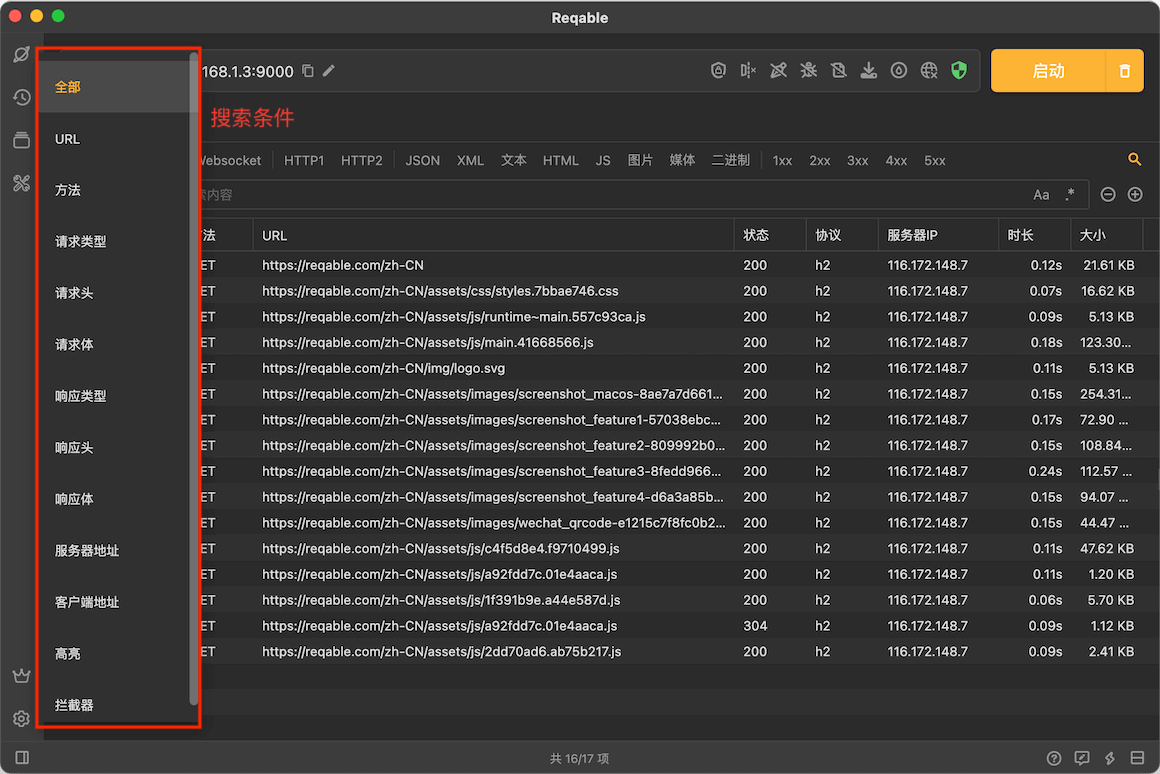 Reqable
168.1.3:9000
启动
搜索条件
全部
URL
方法
请求类型
请求头
请求体
响应类型
响应头
响应体
服务器地址
客户端地址
高亮
拦截器
Websocket HTTP1 HTTP2 JSON XML 文本 HTML JS 图片 媒体 二进制 1xx 2xx 3xx 4xx 5xx
索内容 Aa .*
法 URL 状态 协议 服务器IP 时长 大小
ET https://reqable.com/zh-CN 200 h2 116.172.148.7 0.12s 21.61 KB
ET https://reqable.com/zh-CN/assets/css/styles.7bbae746.css 200 h2 116.172.148.7 0.07s 16.62 KB
ET https://reqable.com/zh-CN/assets/js/runtime~main.557c93ca.js 200 h2 116.172.148.7 0.09s 5.13 KB
ET https://reqable.com/zh-CN/assets/js/main.41668566.js 200 h2 116.172.148.7 0.18s 123.30...
ET https://reqable.com/zh-CN/img/logo.svg 200 h2 116.172.148.7 0.11s 5.13 KB
ET https://reqable.com/zh-CN/assets/images/screenshot_macos-8ae7a7d661... 200 h2 116.172.148.7 0.15s 254.31...
ET https://reqable.com/zh-CN/assets/images/screenshot_feature1-57038ebc... 200 h2 116.172.148.7 0.17s 72.90 ...
ET https://reqable.com/zh-CN/assets/images/screenshot_feature2-809992b0... 200 h2 116.172.148.7 0.15s 108.84...
ET https://reqable.com/zh-CN/assets/images/screenshot_feature3-8fedd966... 200 h2 116.172.148.7 0.24s 112.57 ...
ET https://reqable.com/zh-CN/assets/images/screenshot_feature4-d6a3a85b... 200 h2 116.172.148.7 0.15s 94.07 ...
ET https://reqable.com/zh-CN/assets/images/wechat_qrcode-e1215c7f8fc0b2... 200 h2 116.172.148.7 0.15s 44.47 ...
ET https://reqable.com/zh-CN/assets/js/c4f5d8e4.f9710499.js 200 h2 116.172.148.7 0.11s 47.62 KB
ET https://reqable.com/zh-CN/assets/js/a92fdd7c.01e4aaca.js 200 h2 116.172.148.7 0.11s 1.20 KB
ET https://reqable.com/zh-CN/assets/js/1f391b9e.a44e587d.js 200 h2 116.172.148.7 0.06s 5.70 KB
ET https://reqable.com/zh-CN/assets/js/a92fdd7c.01e4aaca.js 304 h2 116.172.148.7 0.09s 1.12 KB
ET https://reqable.com/zh-CN/assets/js/2dd70ad6.ab75b217.js 200 h2 116.172.148.7 0.09s 2.41 KB
共 16/17 项